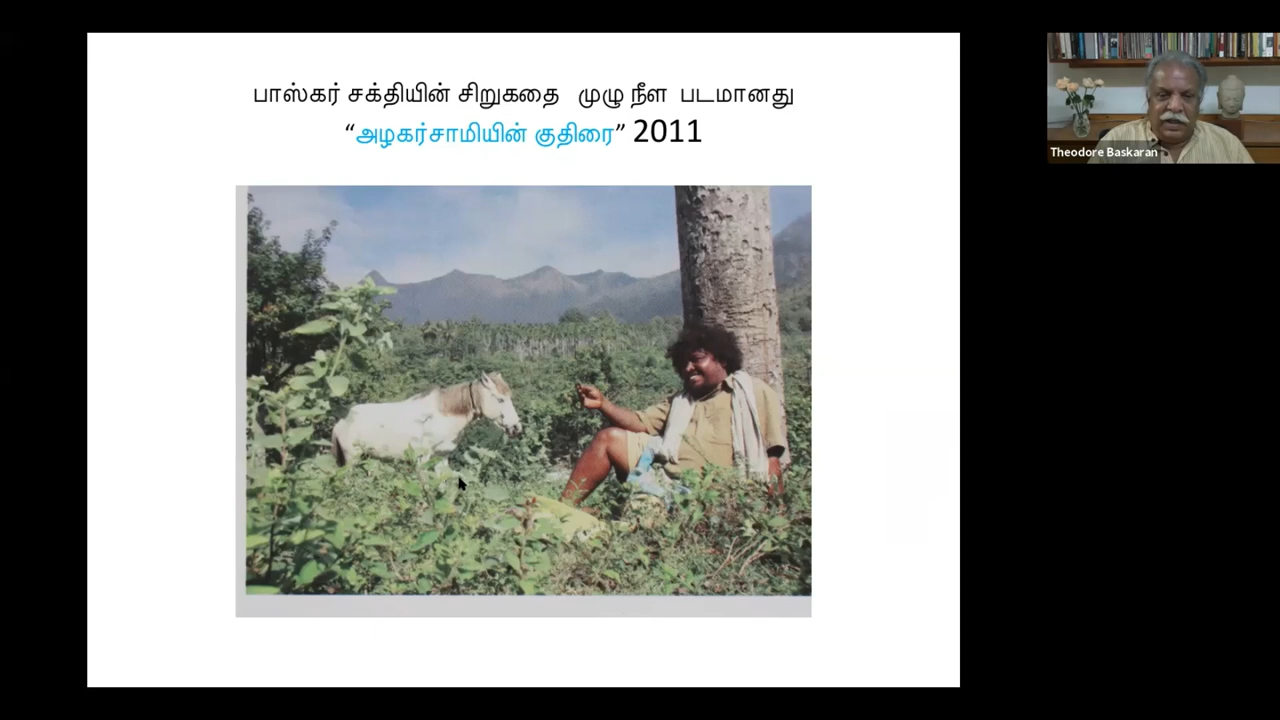 பாஸ்கர் சக்தியின் சிறுகதை முழு நீள படமானது
“அழகர்சாமியின் குதிரை” 2011
Theodore Baskaran